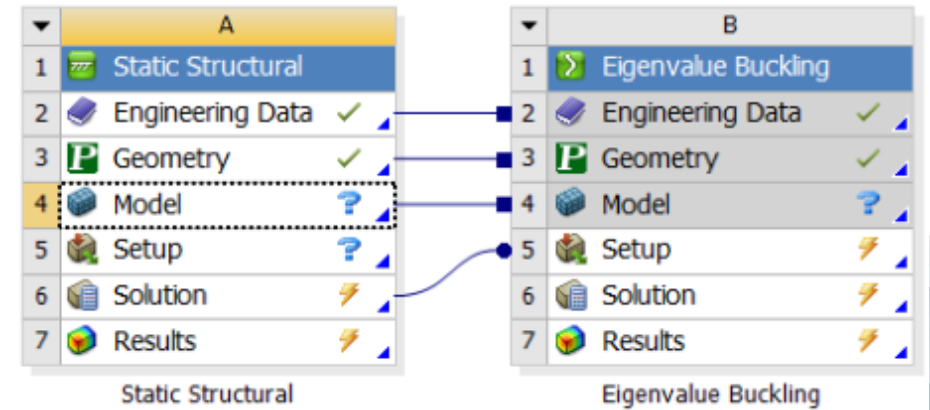 A
1 Static Structural
2 Engineering Data
3 P Geometry
4 Model ?
5 Setup ?
6 Solution
7 Results
Static Structural
B
1 Eigenvalue Buckling
2 Engineering Data
3 P Geometry
4 Model ?
5 Setup
6 Solution
7 Results
Eigenvalue Buckling